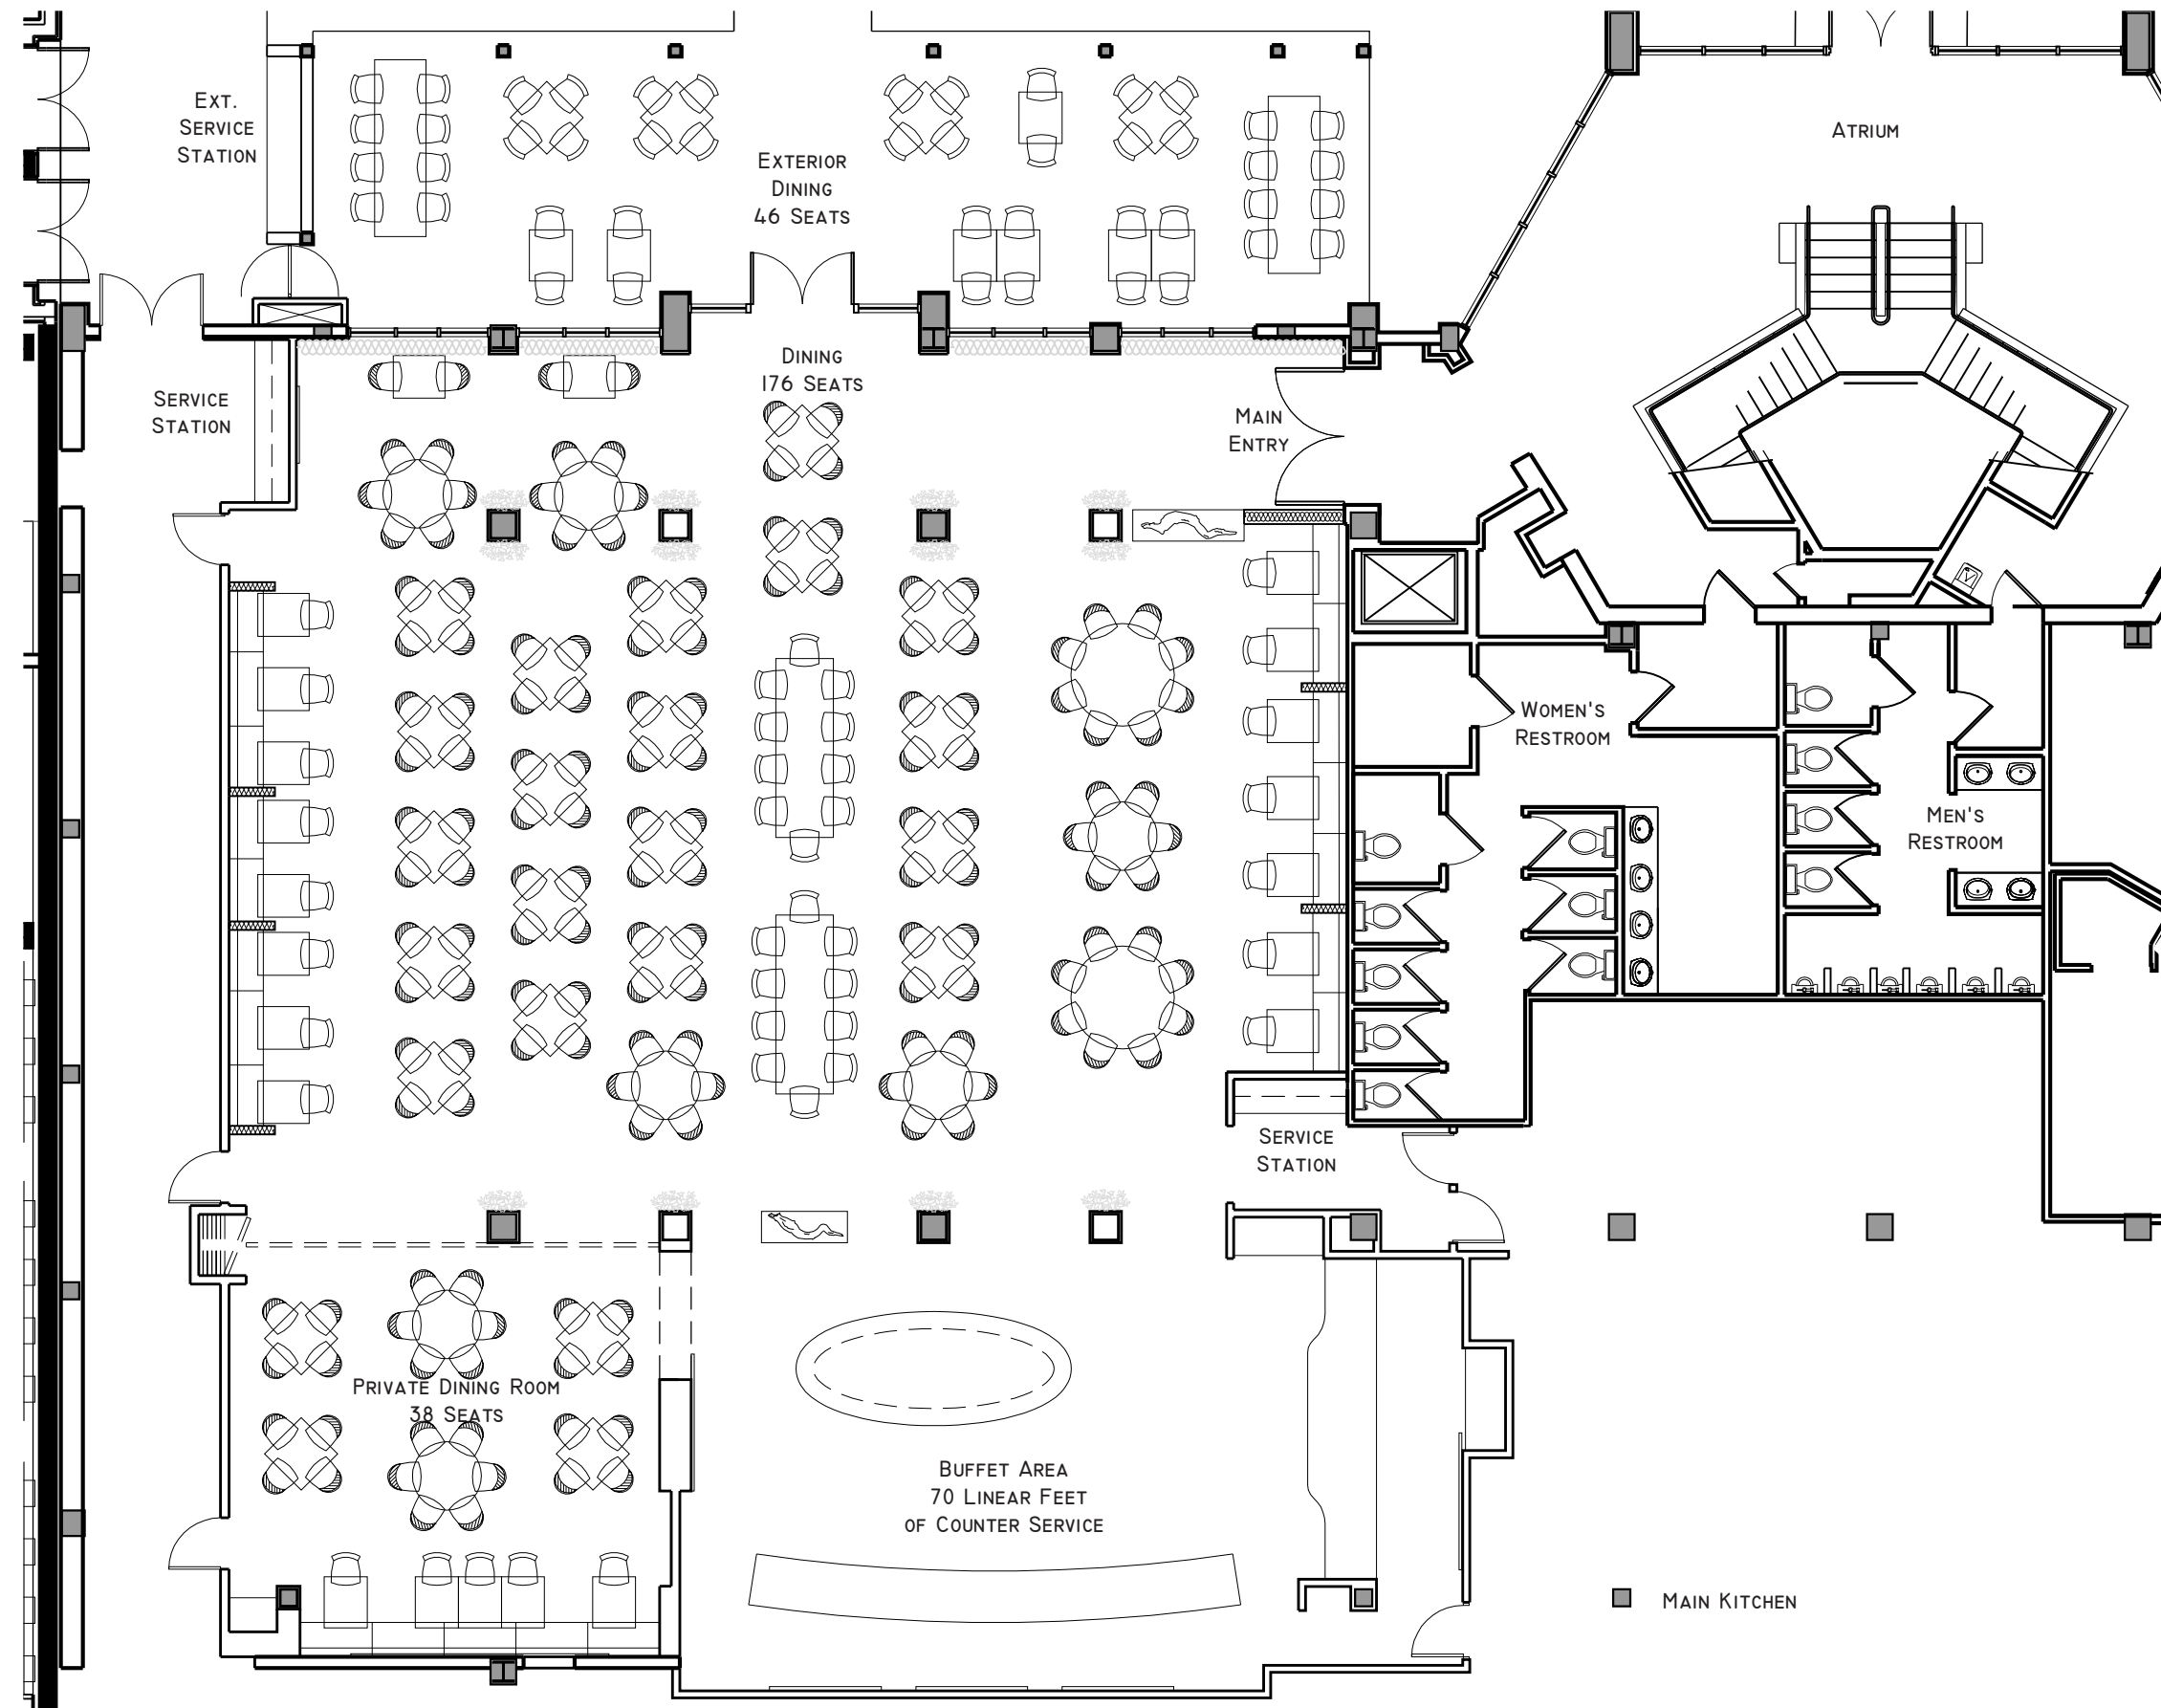 Ext.
Service
Station
Exterior
Dining
46 Seats
Atrium
Dining
176 Seats
Service
Station
Main
Entry
Women's
Restroom
Men's
Restroom
Service
Station
Private Dining Room
38 Seats
Buffet Area
70 Linear Feet
of Counter Service
Main Kitchen